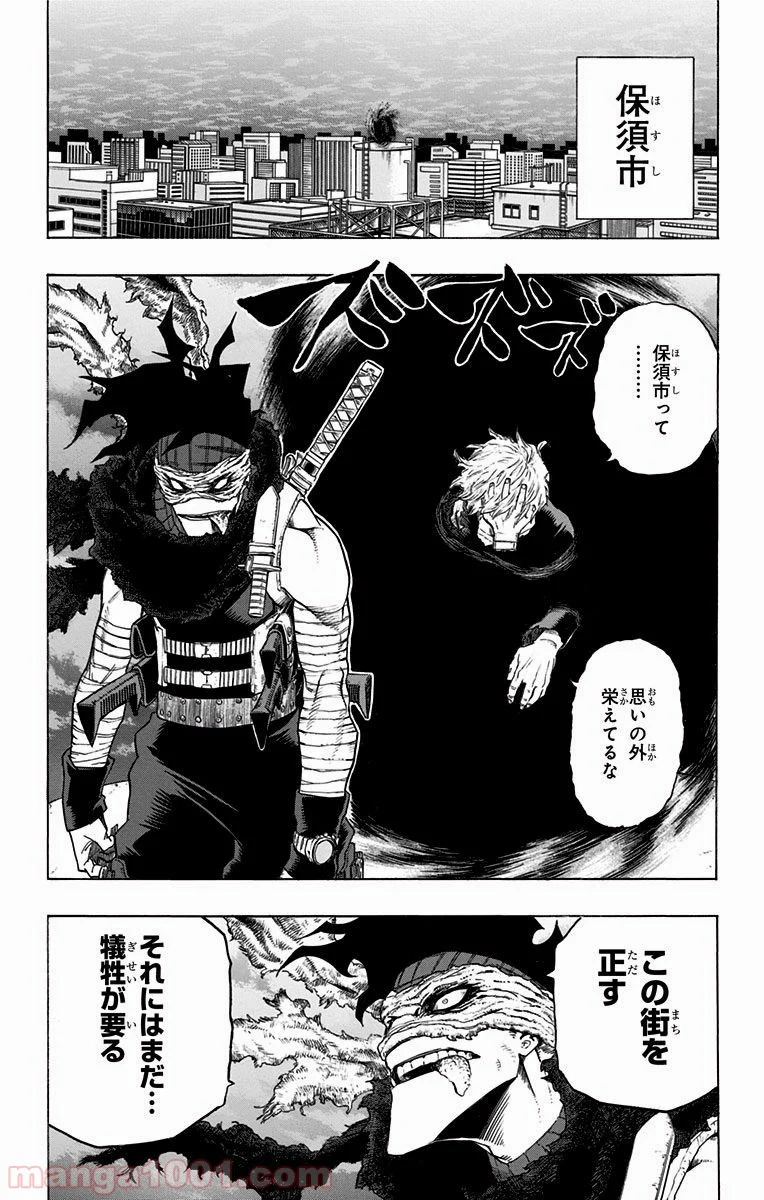 保須市
ほすし
ズズズ
保須市って
ほすし
…………
思いの外
おも
ほか
栄えてるな
さか
この街を
まち
正す
ただ
それにはまだ…
犠牲が要る
ぎせい
い
manga1001.com